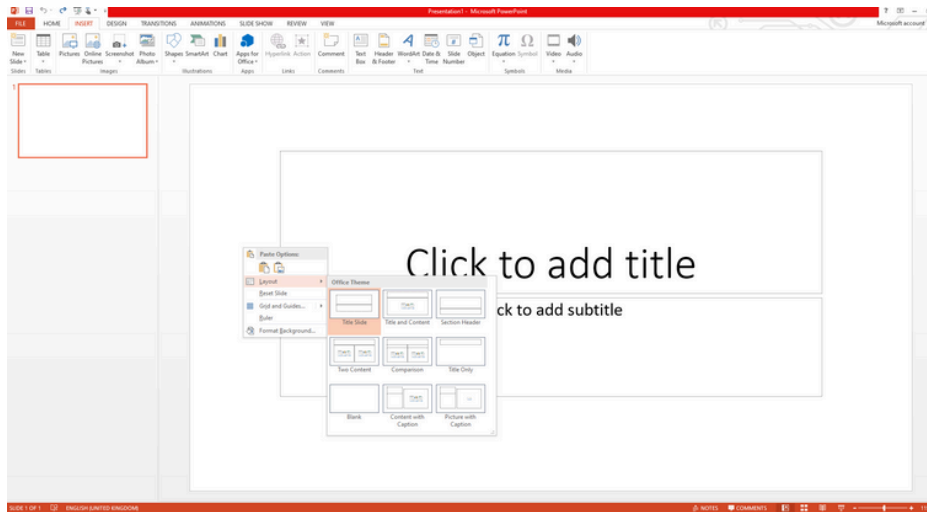 Presentation1 - Microsoft PowerPoint
FILE HOME INSERT DESIGN TRANSITIONS ANIMATIONS SLIDE SHOW REVIEW VIEW
Microsoft account
New Slide
Table
Pictures
Online Pictures
Screenshot
Photo Album
Shapes
SmartArt
Chart
Apps for Office
Hyperlink
Action
Comment
Text Box
Header & Footer
WordArt
Date & Time
Slide Number
Object
Equation
Symbol
Video
Audio
Slides Tables Images Illustrations Apps Links Comments Text Symbols Media
1
Click to add title
ck to add subtitle
Paste Options:
Layout
Reset Slide
Grid and Guides...
Ruler
Format Background...
Office Theme
Title Slide
Title and Content
Section Header
Two Content
Comparison
Title Only
Blank
Content with Caption
Picture with Caption
SLIDE 1 OF 1 ENGLISH (UNITED KINGDOM) NOTES COMMENTS